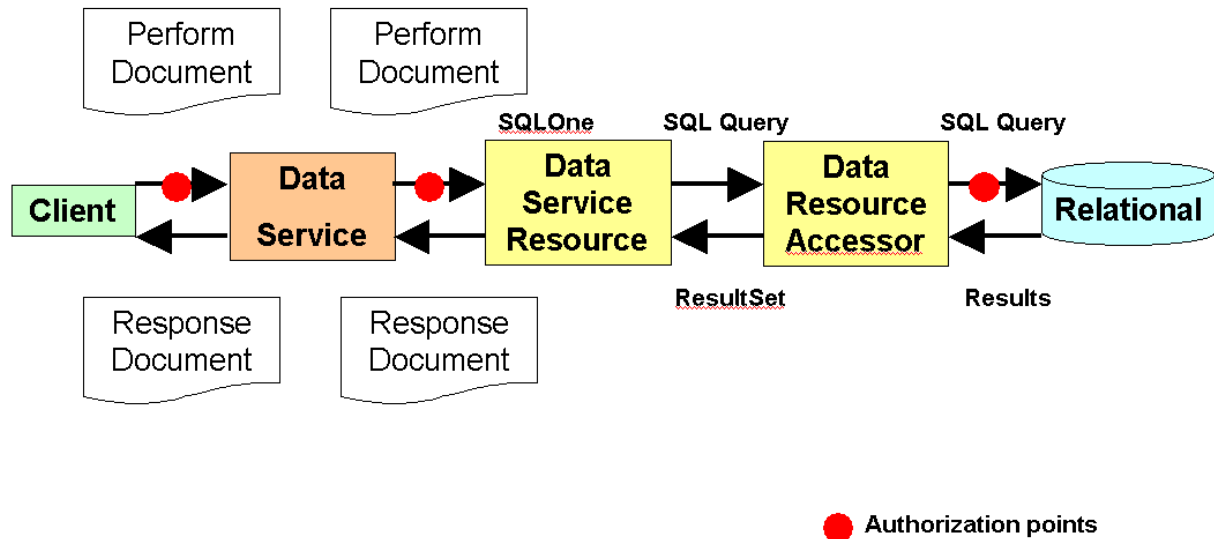 Perform
Document
Perform
Document
SQLOne
SQL Query
SQL Query
Client
Data
Service
Data
Service
Resource
Data
Resource
Accessor
Relational
ResultSet
Results
Response
Document
Response
Document
Authorization points